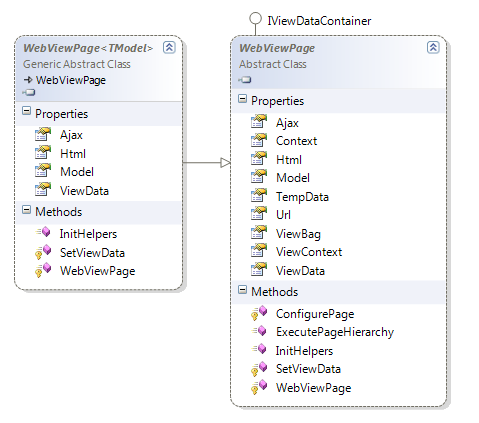 IViewDataContainer
WebViewPage<TModel>
Generic Abstract Class
WebViewPage
Properties
Ajax
Html
Model
ViewData
Methods
InitHelpers
SetViewData
WebViewPage
WebViewPage
Abstract Class
Properties
Ajax
Context
Html
Model
TempData
Url
ViewBag
ViewContext
ViewData
Methods
ConfigurePage
ExecutePageHierarchy
InitHelpers
SetViewData
WebViewPage